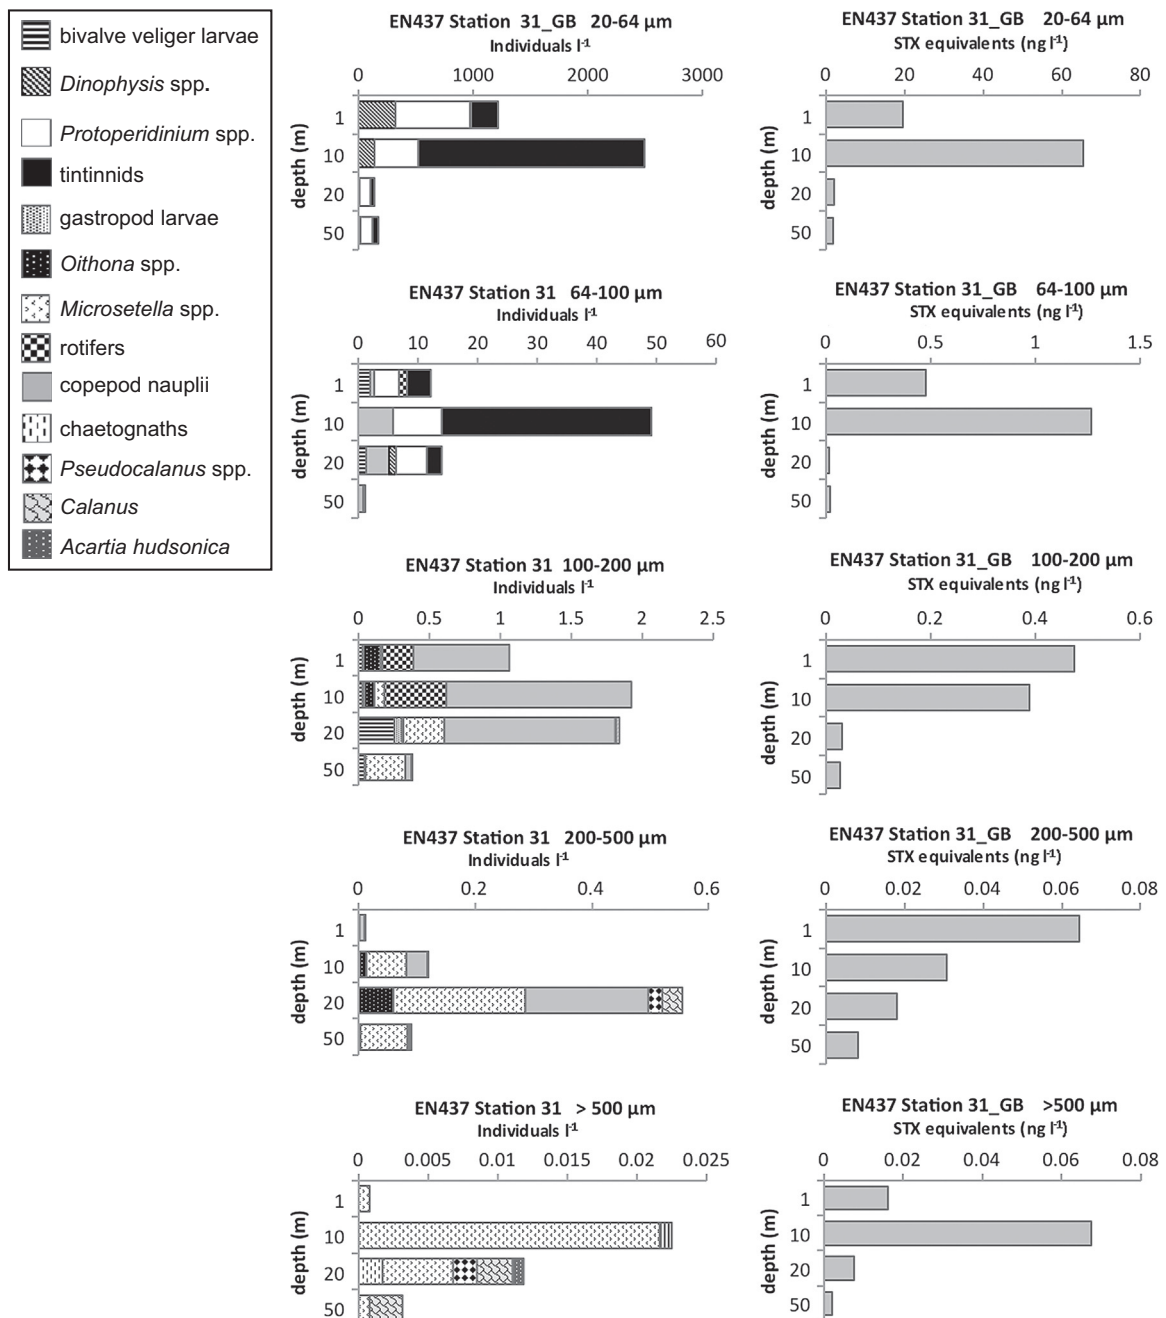 bivalve veliger larvae
Dinophysis spp.
Protoperidinium spp.
tintinnids
gastropod larvae
Oithona spp.
Microsetella spp.
rotifers
copepod nauplii
chaetognaths
Pseudocalanus spp.
Calanus
Acartia hudsonica
EN437 Station 31_GB 20-64 µm
Individuals l-1
0 1000 2000 3000
depth (m)
1
10
20
50
EN437 Station 31_GB 20-64 µm
STX equivalents (ng l-1)
0 20 40 60 80
depth (m)
1
10
20
50
EN437 Station 31 64-100 µm
Individuals l-1
0 10 20 30 40 50 60
depth (m)
1
10
20
50
EN437 Station 31_GB 64-100 µm
STX equivalents (ng l-1)
0 0.5 1 1.5
depth (m)
1
10
20
50
EN437 Station 31 100-200 µm
Individuals l-1
0 0.5 1 1.5 2 2.5
depth (m)
1
10
20
50
EN437 Station 31_GB 100-200 µm
STX equivalents (ng l-1)
0 0.2 0.4 0.6
depth (m)
1
10
20
50
EN437 Station 31 200-500 µm
Individuals l-1
0 0.2 0.4 0.6
depth (m)
1
10
20
50
EN437 Station 31_GB 200-500 µm
STX equivalents (ng l-1)
0 0.02 0.04 0.06 0.08
depth (m)
1
10
20
50
EN437 Station 31 > 500 µm
Individuals l-1
0 0.005 0.01 0.015 0.02 0.025
depth (m)
1
10
20
50
EN437 Station 31_GB >500 µm
STX equivalents (ng l-1)
0 0.02 0.04 0.06 0.08
depth (m)
1
10
20
50